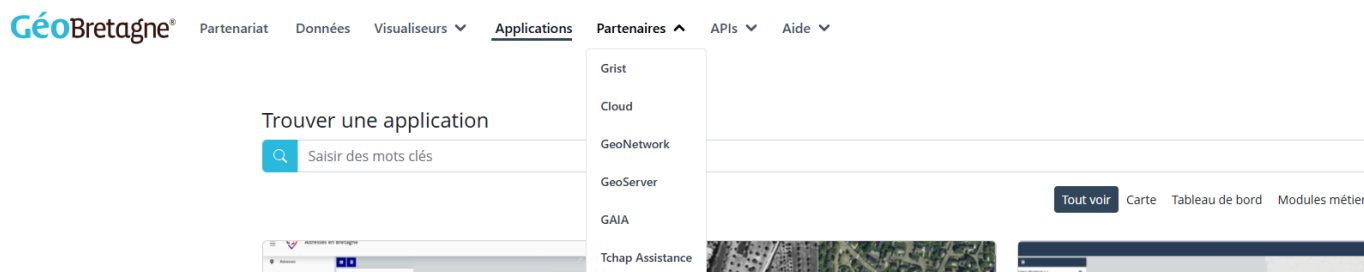 GéoBretagne®
Partenariat Données Visualiseurs Applications Partenaires APIs Aide
Grist
Cloud
GeoNetwork
GeoServer
GAIA
Tchap Assistance
Trouver une application
Saisir des mots clés
Tout voir Carte Tableau de bord Modules métier
Adresses en Bretagne
Adresses